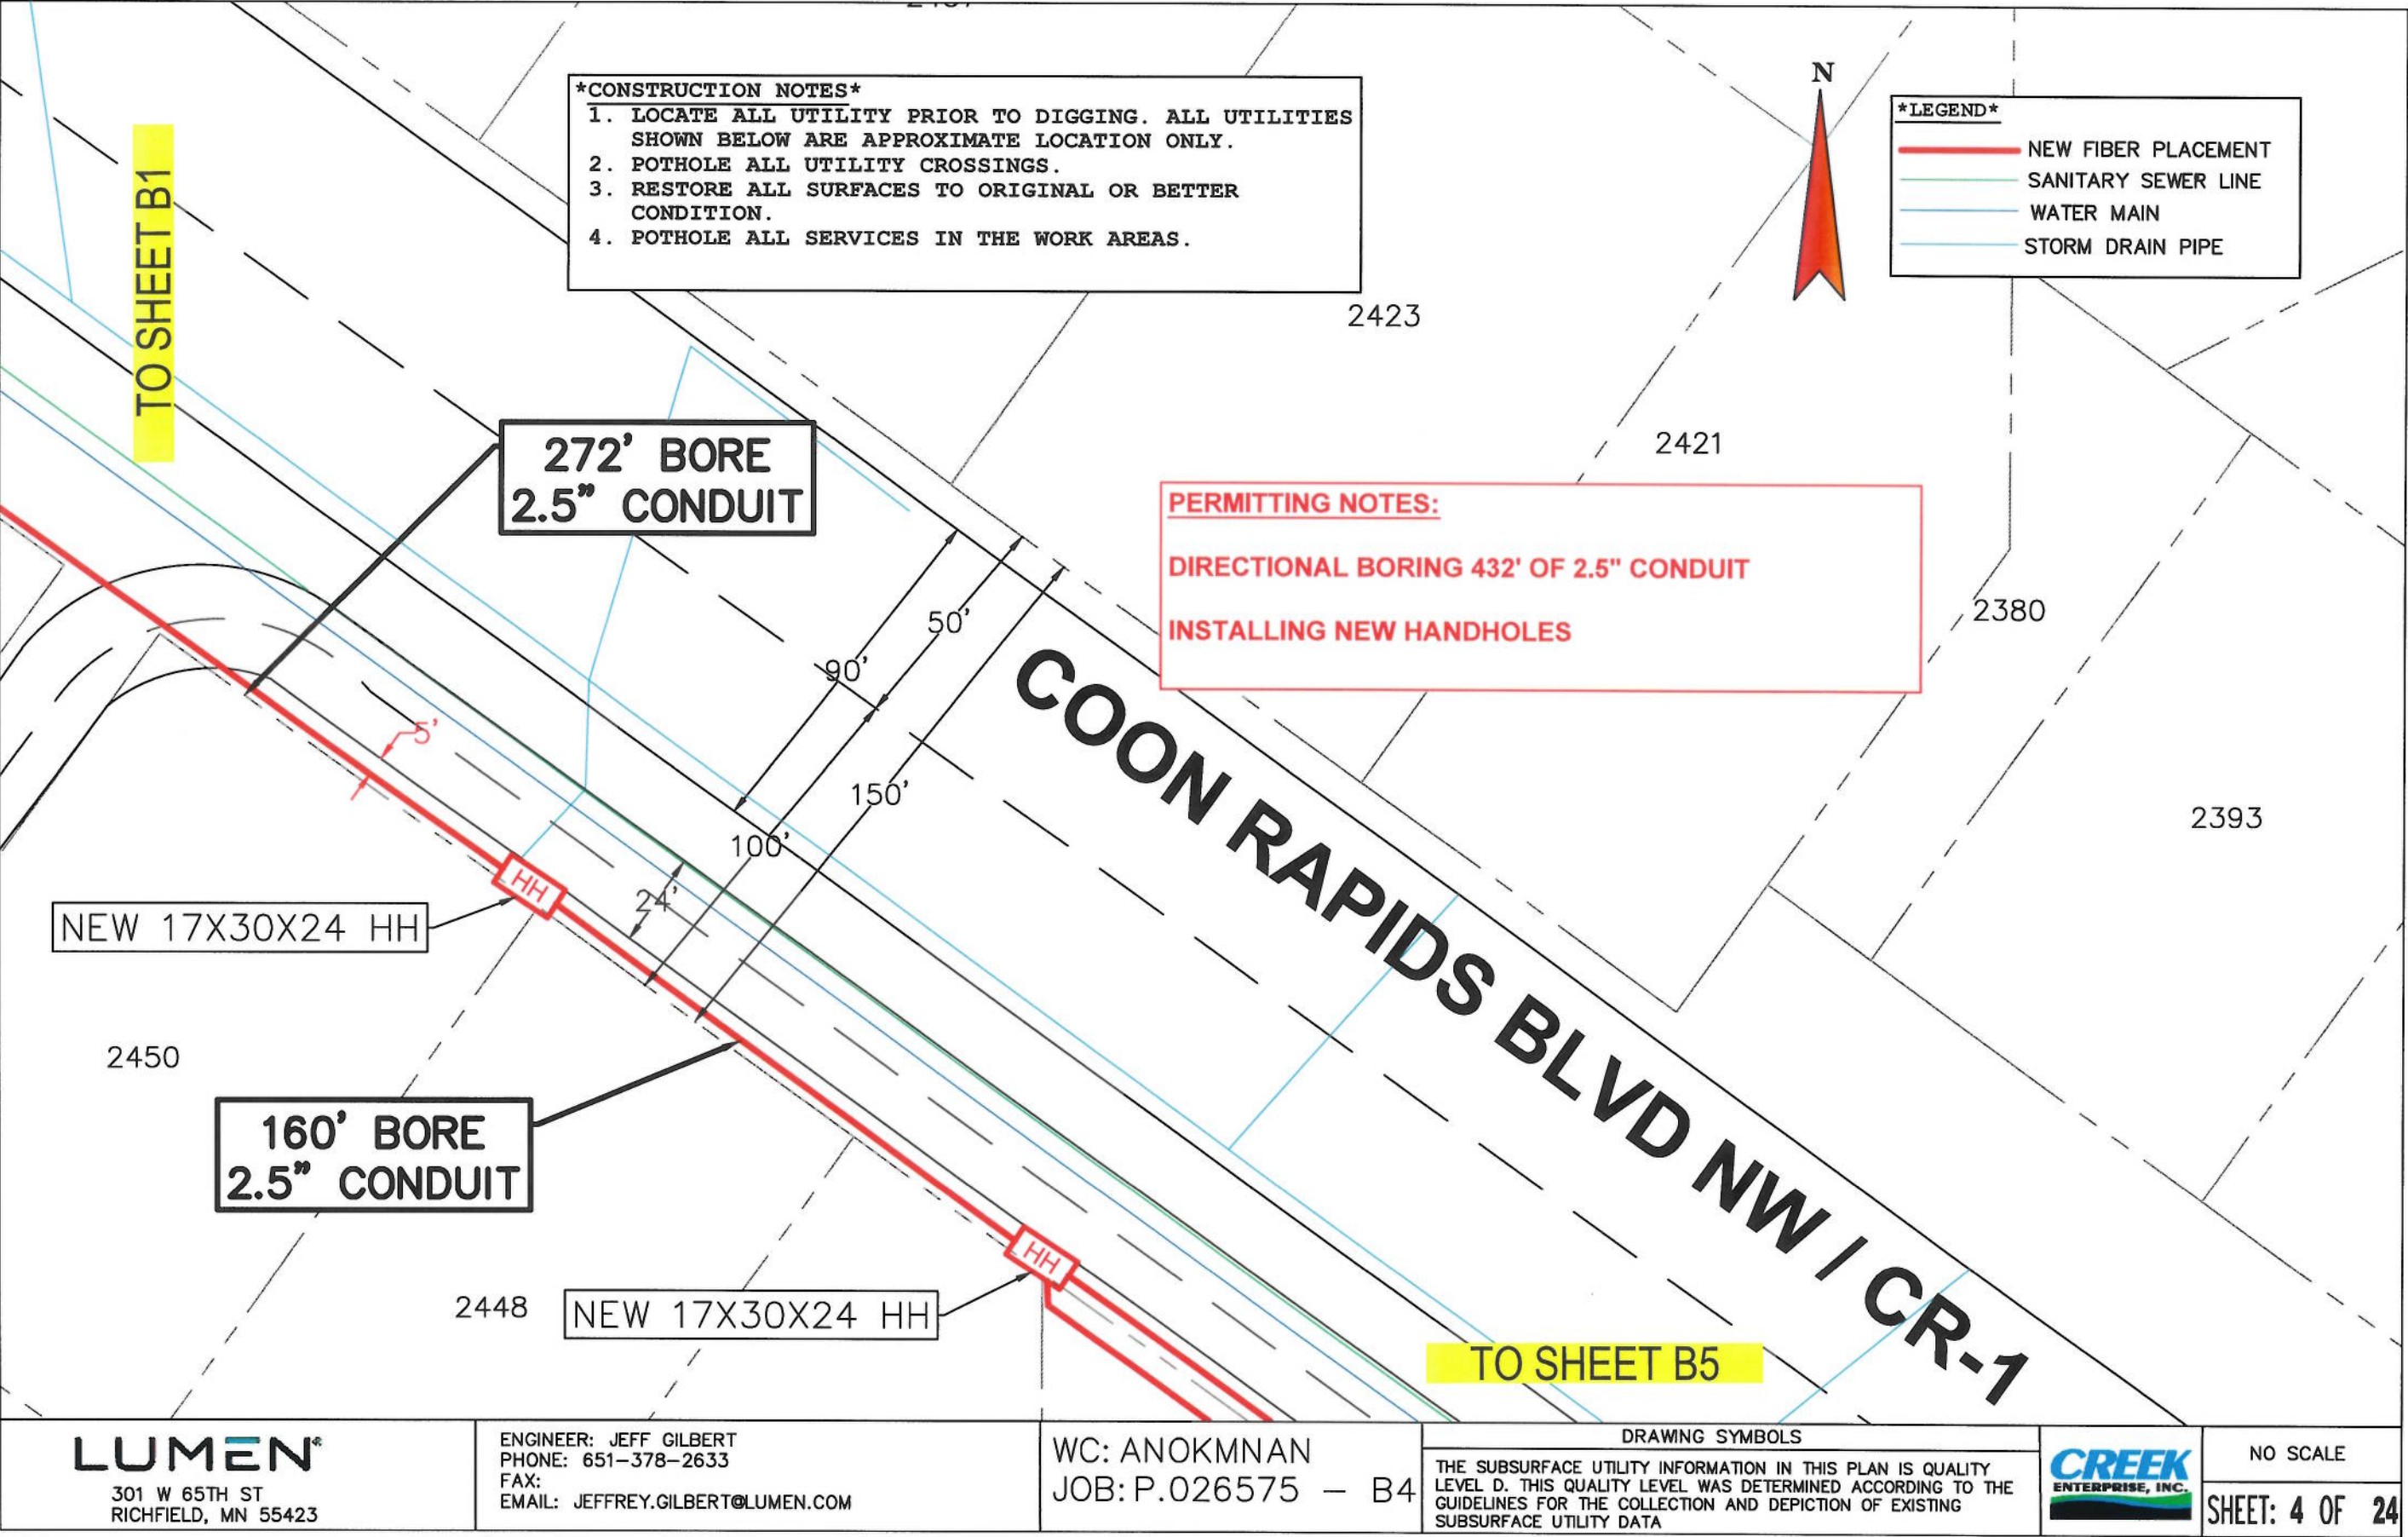 *CONSTRUCTION NOTES*
1. LOCATE ALL UTILITY PRIOR TO DIGGING. ALL UTILITIES
SHOWN BELOW ARE APPROXIMATE LOCATION ONLY.
2. POTHOLE ALL UTILITY CROSSINGS.
3. RESTORE ALL SURFACES TO ORIGINAL OR BETTER
CONDITION.
4. POTHOLE ALL SERVICES IN THE WORK AREAS.
N
*LEGEND*
NEW FIBER PLACEMENT
SANITARY SEWER LINE
WATER MAIN
STORM DRAIN PIPE
TO SHEET B1
2423
2421
272' BORE
2.5" CONDUIT
PERMITTING NOTES:
DIRECTIONAL BORING 432' OF 2.5" CONDUIT
INSTALLING NEW HANDHOLES
2380
2393
50'
90'
5'
150'
100'
24'
COON RAPIDS BLVD NW / CR-1
HH
NEW 17X30X24 HH
2450
160' BORE
2.5" CONDUIT
HH
2448
NEW 17X30X24 HH
TO SHEET B5
LUMEN®
301 W 65TH ST
RICHFIELD, MN 55423
ENGINEER: JEFF GILBERT
PHONE: 651-378-2633
FAX:
EMAIL: JEFFREY.GILBERT@LUMEN.COM
WC: ANOKMNAN
JOB: P.026575 - B4
DRAWING SYMBOLS
THE SUBSURFACE UTILITY INFORMATION IN THIS PLAN IS QUALITY
LEVEL D. THIS QUALITY LEVEL WAS DETERMINED ACCORDING TO THE
GUIDELINES FOR THE COLLECTION AND DEPICTION OF EXISTING
SUBSURFACE UTILITY DATA
CREEK
ENTERPRISE, INC.
NO SCALE
SHEET: 4 OF 24